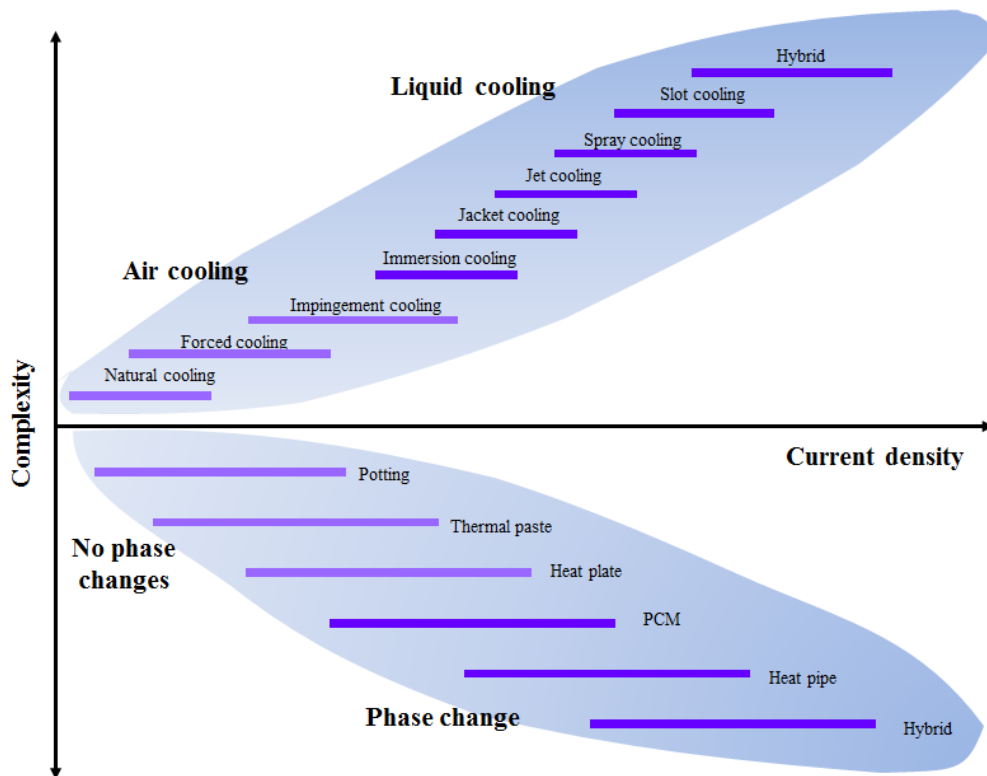 Hybrid
Liquid cooling
Slot cooling
Spray cooling
Jet cooling
Jacket cooling
Immersion cooling
Air cooling
Impingement cooling
Forced cooling
Natural cooling
Complexity
Current density
Potting
Thermal paste
No phase
changes
Heat plate
PCM
Heat pipe
Phase change
Hybrid